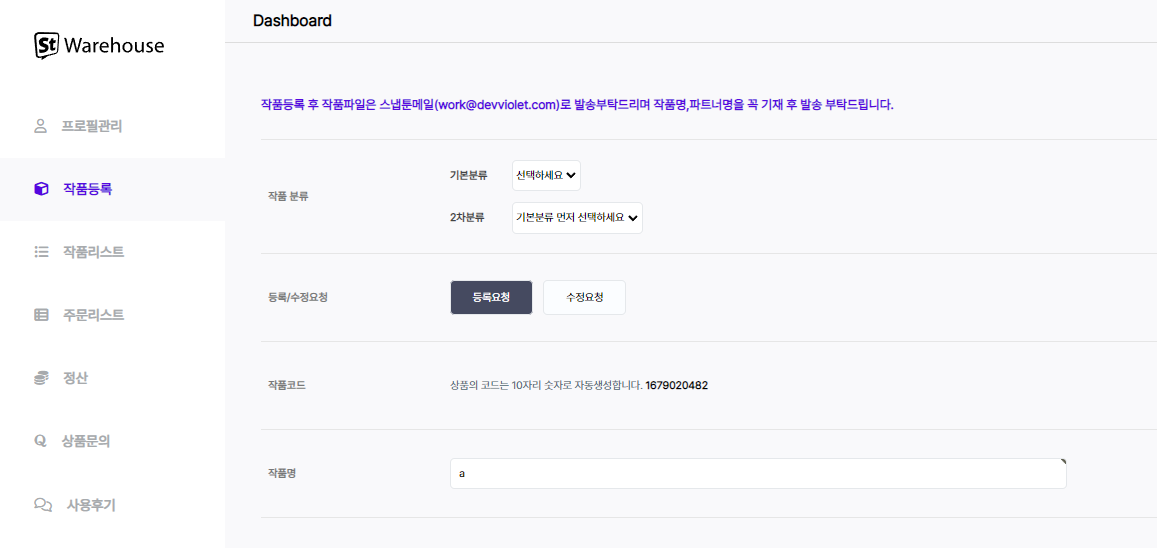 Dashboard
St Warehouse
작품등록 후 작품파일은 스냅툰메일(work@devviolet.com)로 발송부탁드리며 작품명,파트너명을 꼭 기재 후 발송 부탁드립니다.
프로필관리
작품등록
작품리스트
주문리스트
정산
상품문의
사용후기
작품 분류
기본분류 선택하세요
2차분류 기본분류 먼저 선택하세요
등록/수정요청 등록요청 수정요청
작품코드 상품의 코드는 10자리 숫자로 자동생성합니다. 1679020482
작품명 a